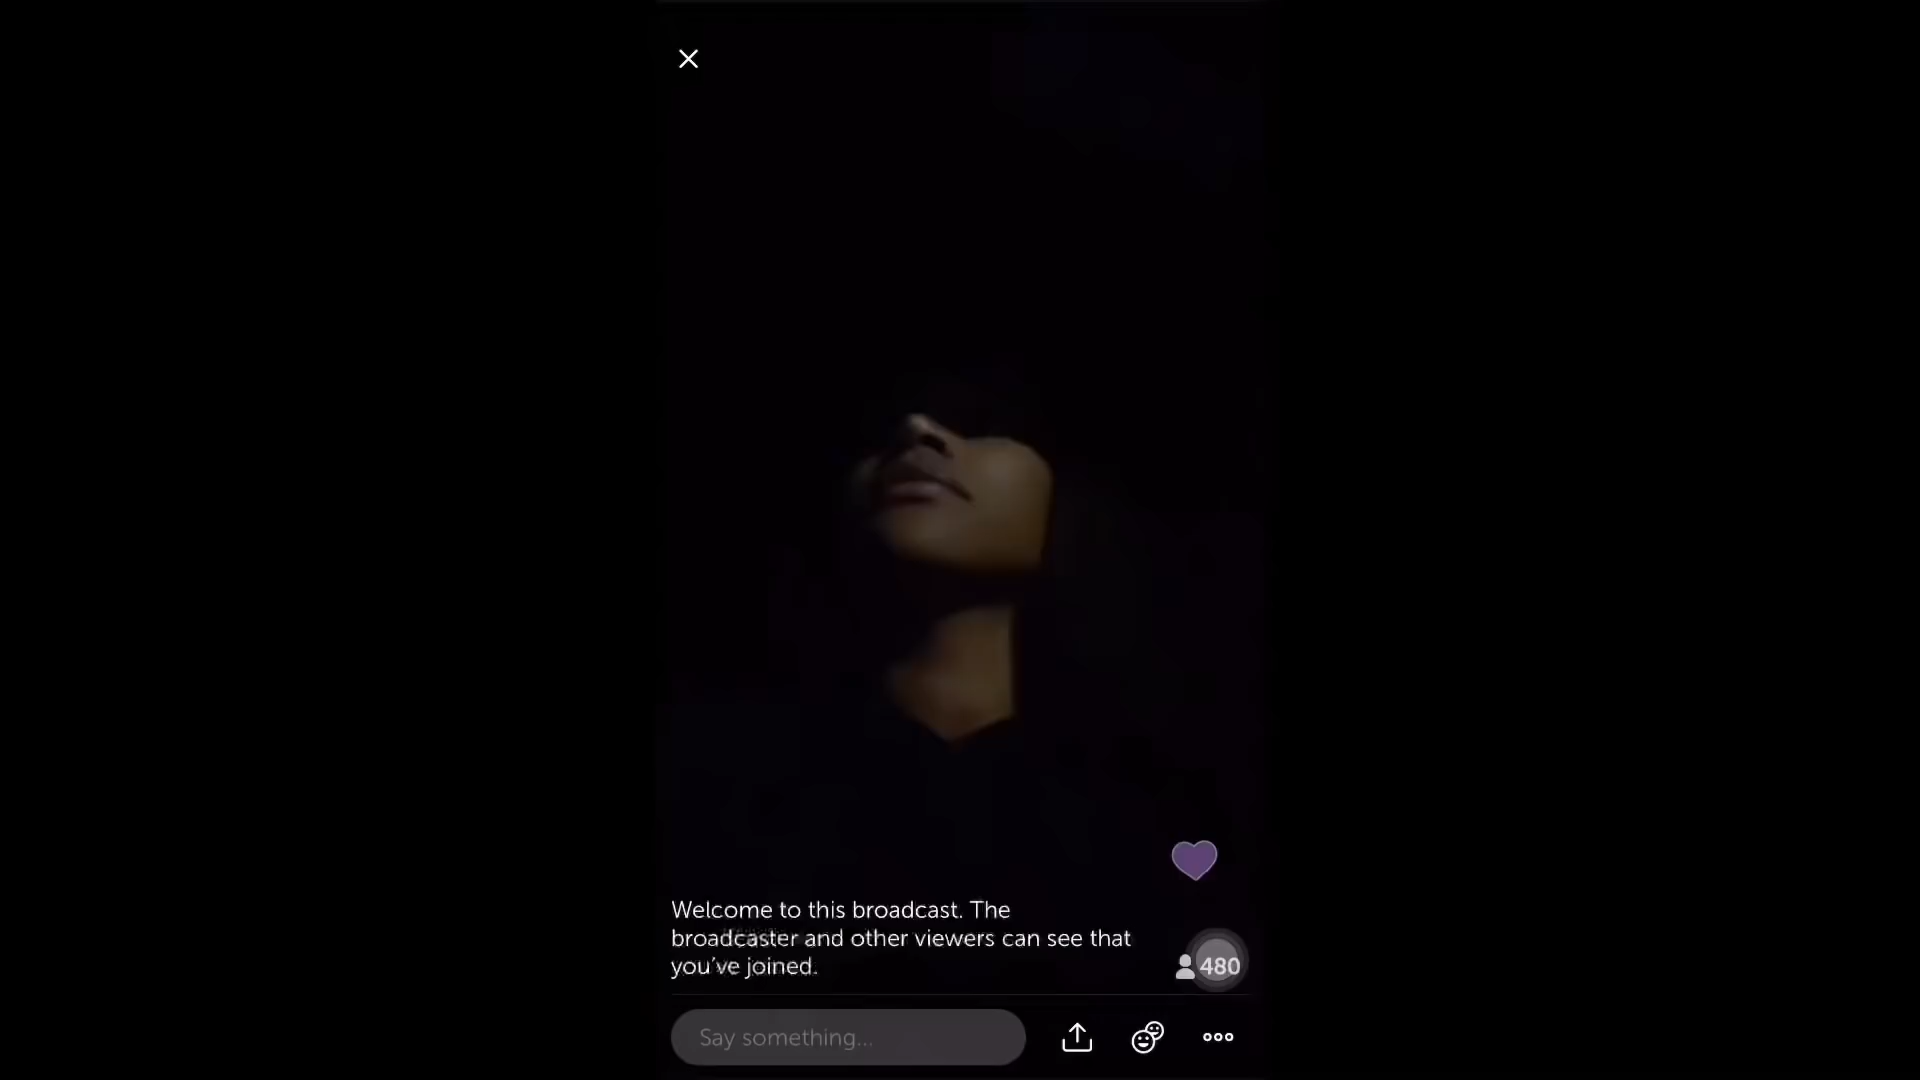 Welcome to this broadcast. The
broadcaster and other viewers can see that
you've joined.
480
Say something...